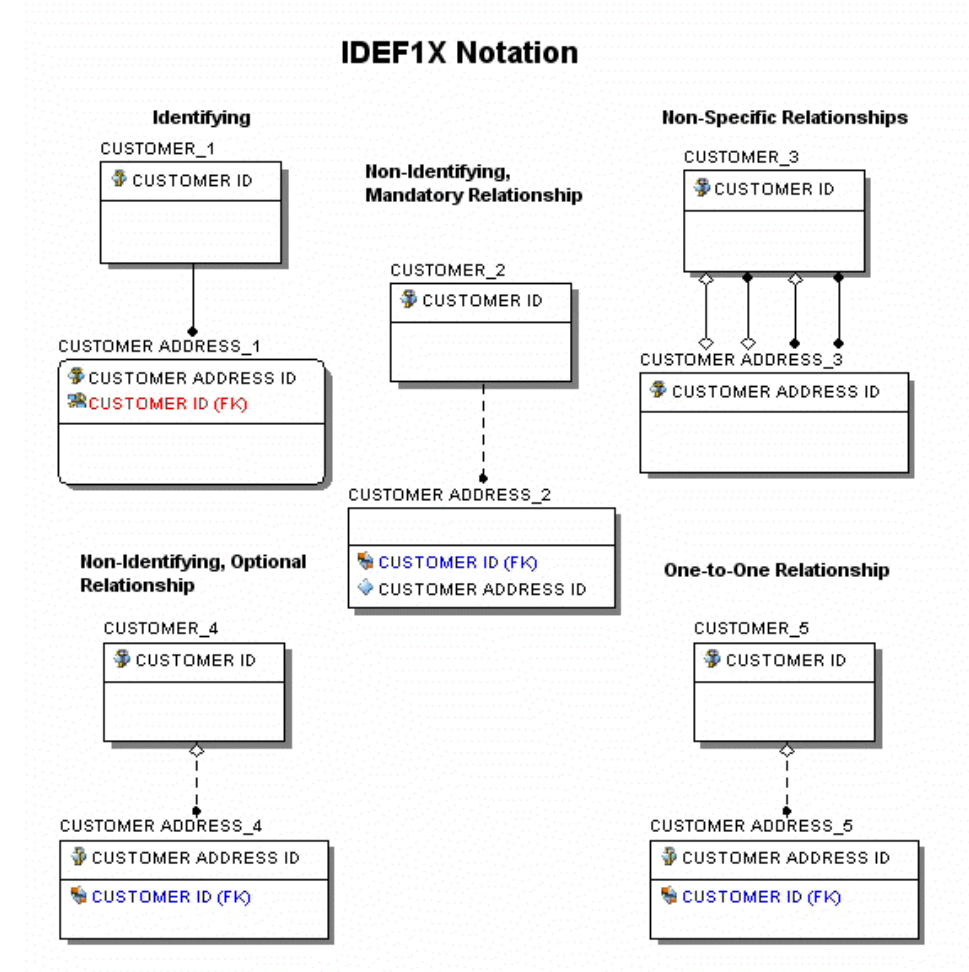 IDEF1X Notation
Identifying
CUSTOMER_1
CUSTOMER ID
CUSTOMER ADDRESS_1
CUSTOMER ADDRESS ID
CUSTOMER ID (FK)
Non-Identifying,
Mandatory Relationship
CUSTOMER_2
CUSTOMER ID
CUSTOMER ADDRESS_2
CUSTOMER ID (FK)
CUSTOMER ADDRESS ID
Non-Specific Relationships
CUSTOMER_3
CUSTOMER ID
CUSTOMER ADDRESS_3
CUSTOMER ADDRESS ID
Non-Identifying, Optional
Relationship
CUSTOMER_4
CUSTOMER ID
CUSTOMER ADDRESS_4
CUSTOMER ADDRESS ID
CUSTOMER ID (FK)
One-to-One Relationship
CUSTOMER_5
CUSTOMER ID
CUSTOMER ADDRESS_5
CUSTOMER ADDRESS ID
CUSTOMER ID (FK)